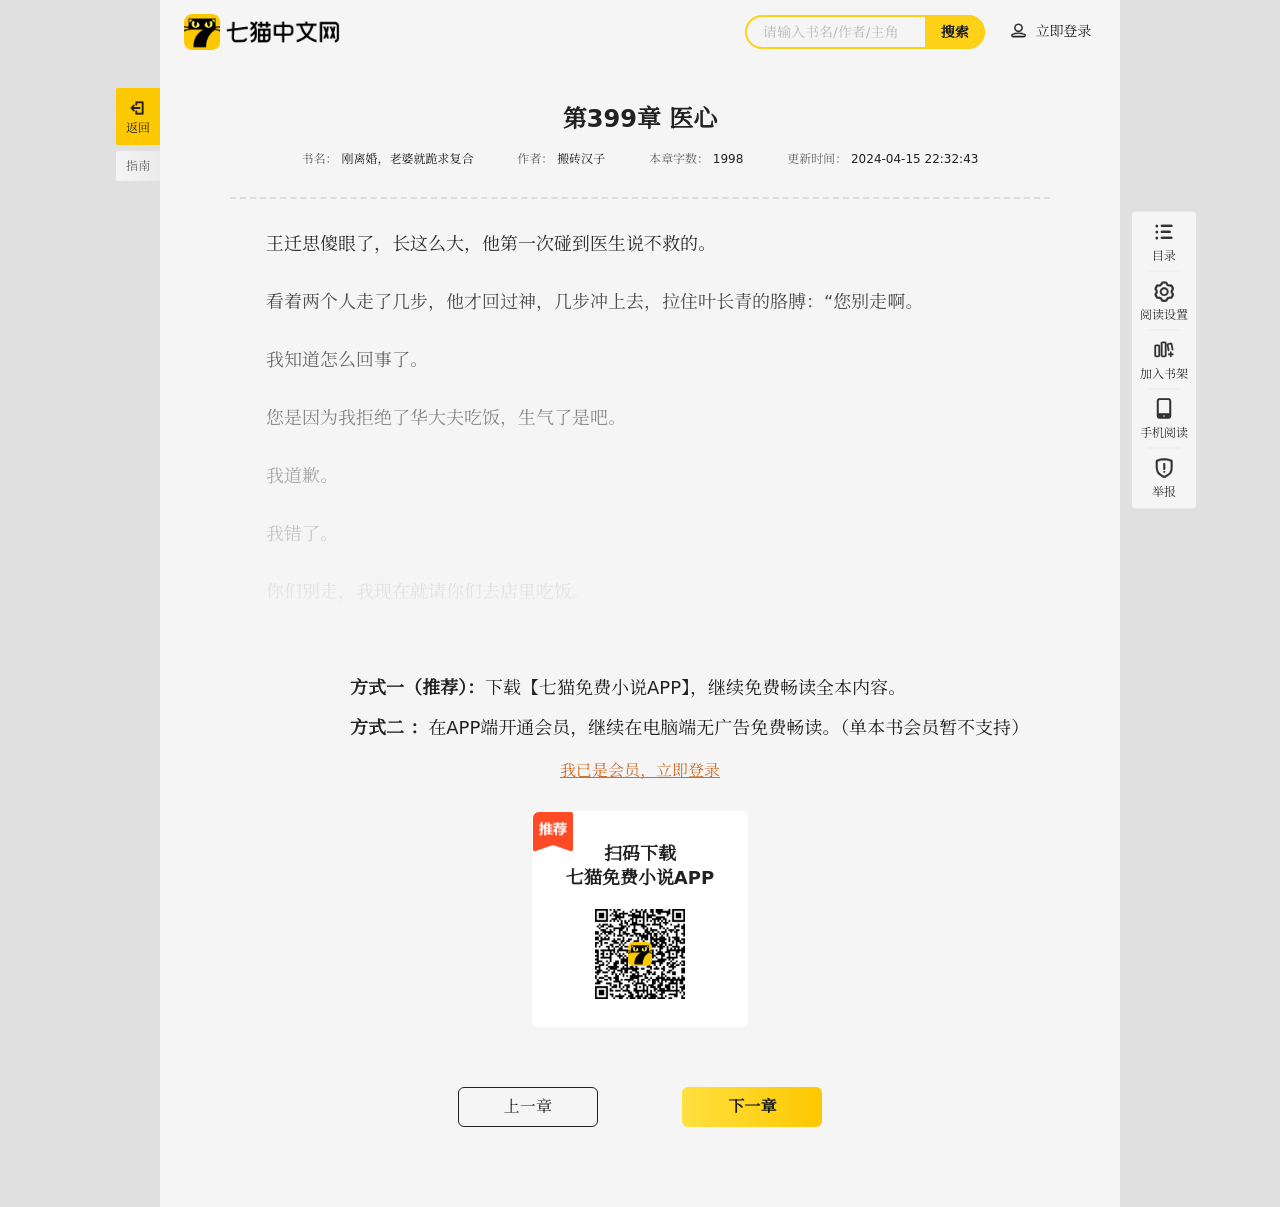 七猫中文网
请输入书名/作者/主角
搜索
立即登录
返回
指南
第399章 医心
书名： 刚离婚，老婆就跪求复合 作者： 搬砖汉子 本章字数： 1998 更新时间： 2024-04-15 22:32:43
王迁思傻眼了，长这么大，他第一次碰到医生说不救的。
看着两个人走了几步，他才回过神，几步冲上去，拉住叶长青的胳膊：“您别走啊。
我知道怎么回事了。
您是因为我拒绝了华大夫吃饭，生气了是吧。
我道歉。
我错了。
你们别走，我现在就请你们去店里吃饭。
目录
阅读设置
加入书架
手机阅读
举报
方式一（推荐）： 下载【七猫免费小说APP】，继续免费畅读全本内容。
方式二 ： 在APP端开通会员，继续在电脑端无广告免费畅读。（单本书会员暂不支持）
我已是会员，立即登录
推荐
扫码下载
七猫免费小说APP
上一章
下一章